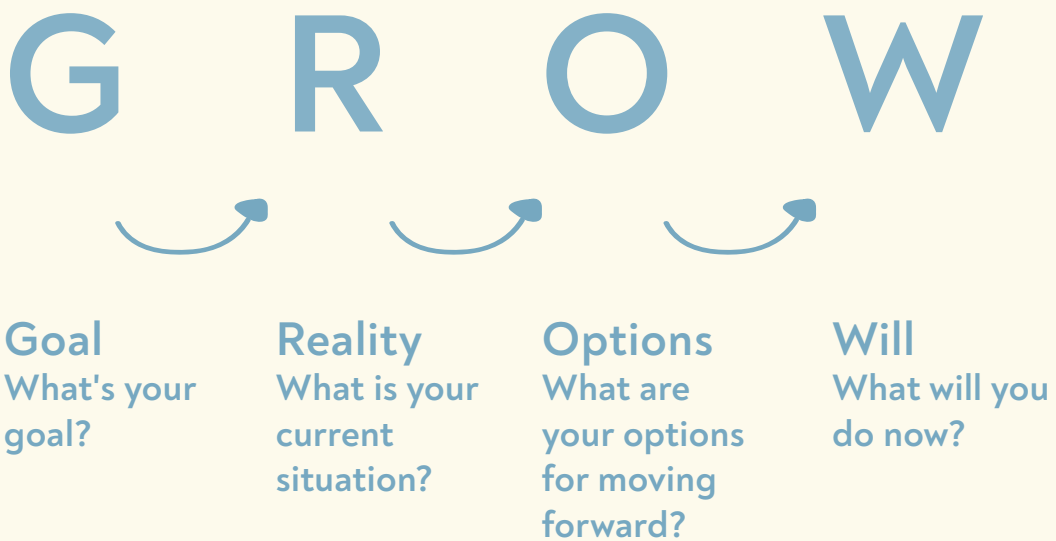 G R O W
Goal
What's your
goal?
Reality
What is your
current
situation?
Options
What are
your options
for moving
forward?
Will
What will you
do now?